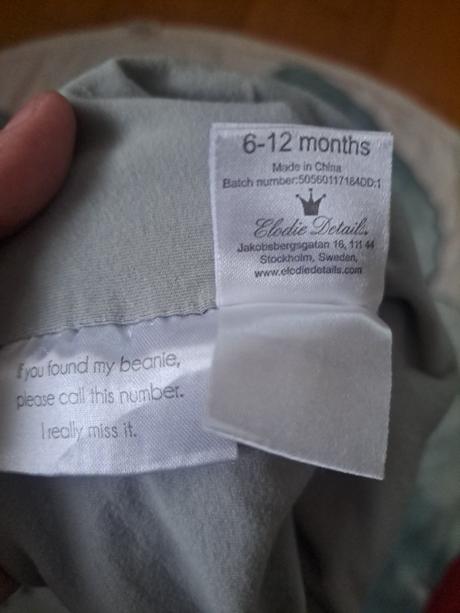 6-12 months
Made in China
Batch number:50560117184DD:1
Elodie Details.
Jakobsbergsgatan 16, 111 44
Stockholm, Sweden,
www.elodiedetails.com
If you found my beanie,
please call this number.
I really miss it.